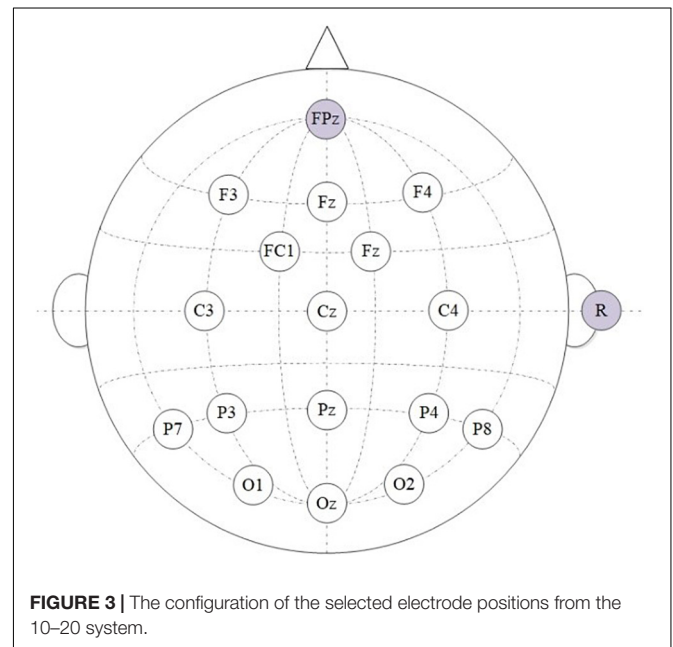 FPz
F3 Fz F4
FC1 Fz
C3 Cz C4 R
P7 P3 Pz P4 P8
O1 Oz O2
FIGURE 3 | The configuration of the selected electrode positions from the
10–20 system.